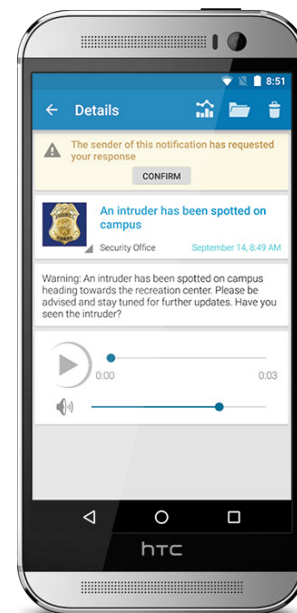 8:51
Details
The sender of this notification has requested
your response
CONFIRM
An intruder has been spotted on
campus
Security Office
September 14, 8:49 AM
Warning: An intruder has been spotted on campus
heading towards the recreation center. Please be
advised and stay tuned for further updates. Have you
seen the intruder?
0:00
0:03
hTC